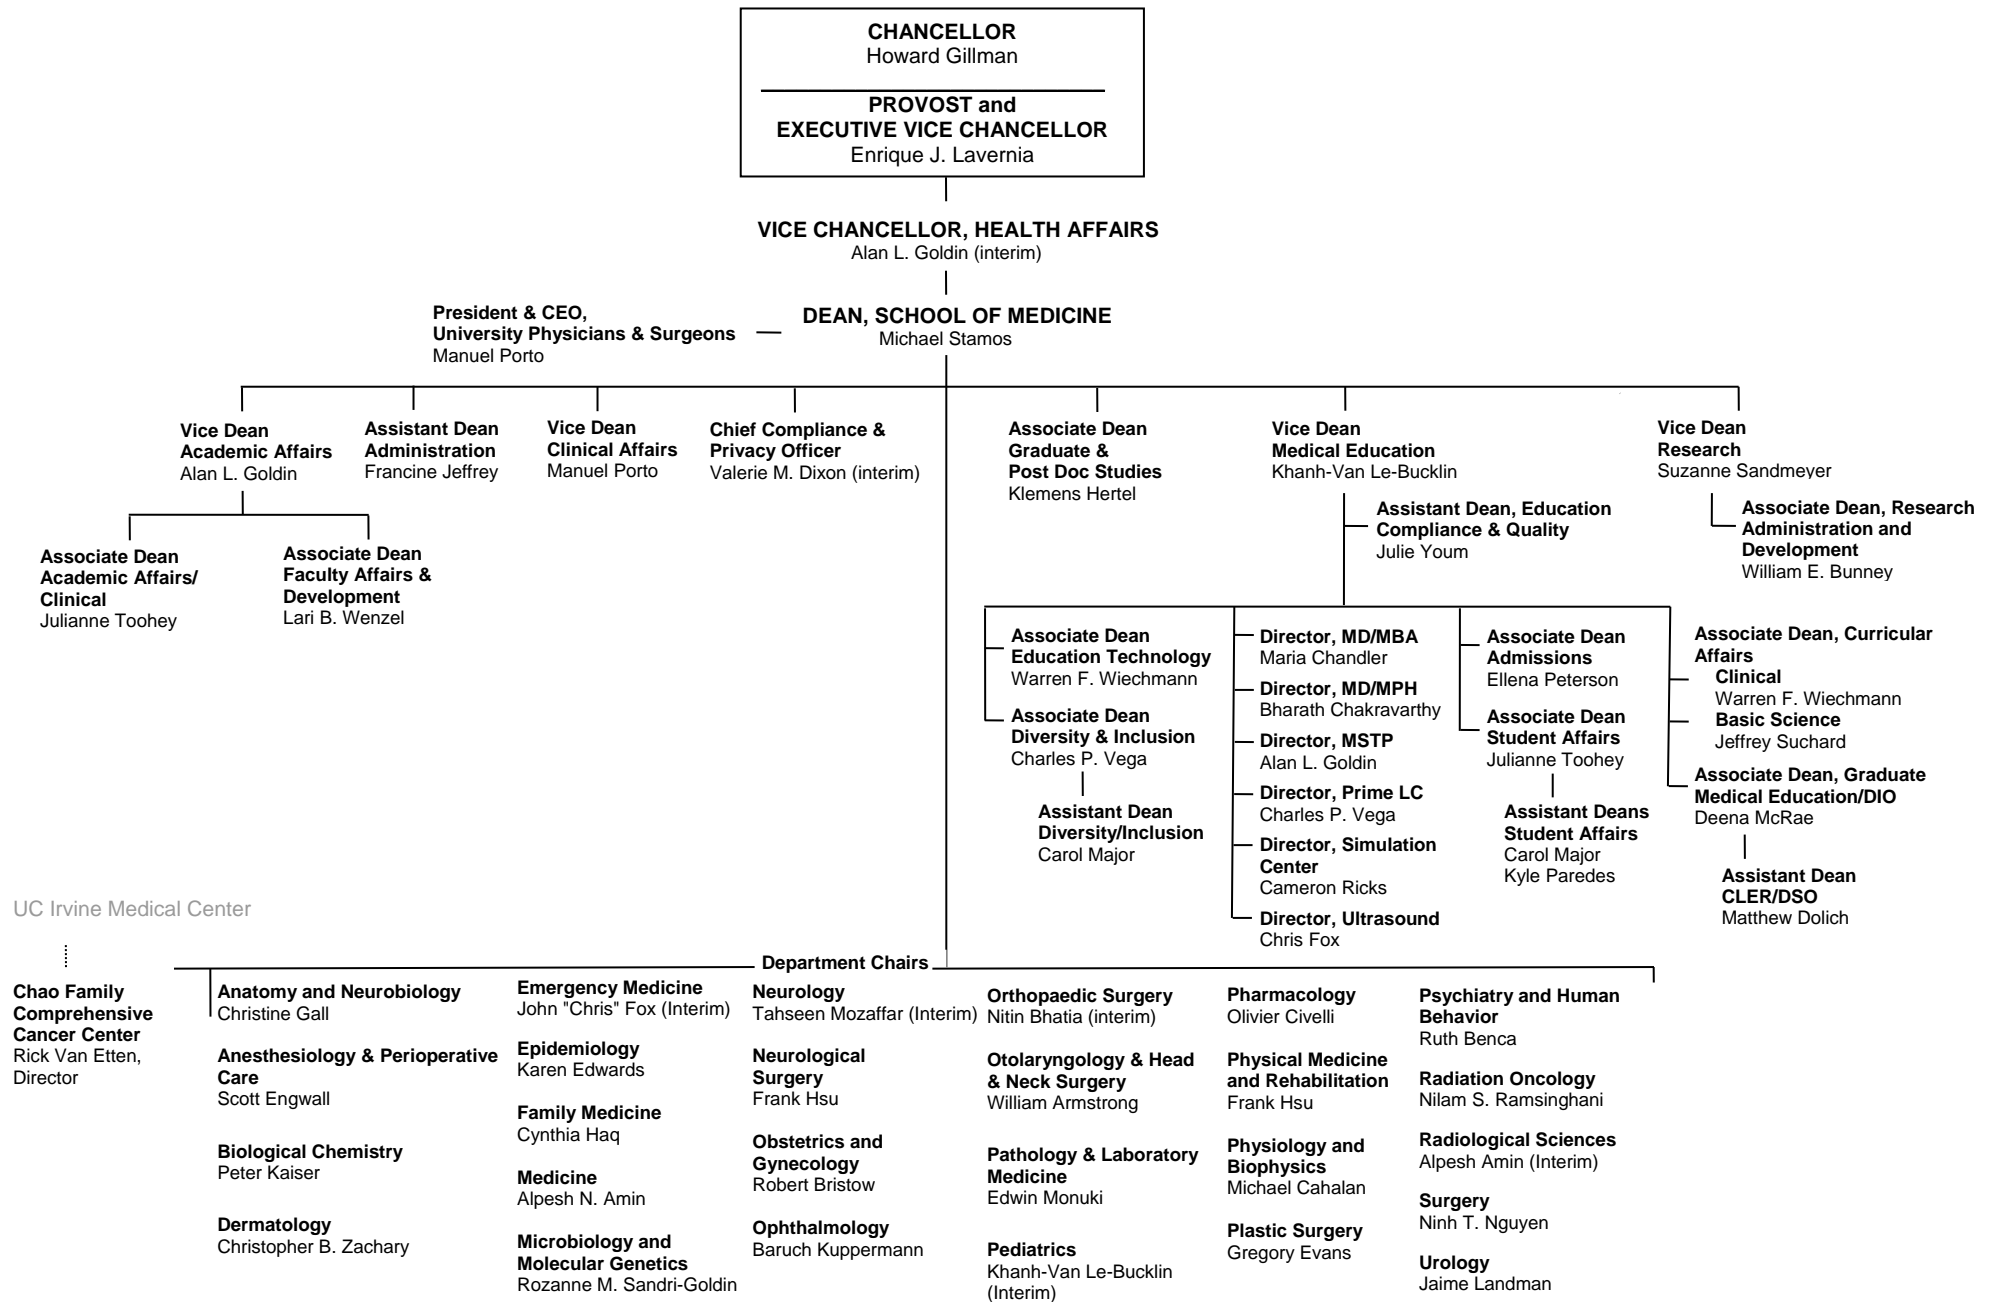 CHANCELLOR
Howard Gillman
PROVOST and
EXECUTIVE VICE CHANCELLOR
Enrique J. Lavernia
VICE CHANCELLOR, HEALTH AFFAIRS
Alan L. Goldin (interim)
President & CEO,
University Physicians & Surgeons
Manuel Porto
DEAN, SCHOOL OF MEDICINE
Michael Stamos
Vice Dean
Academic Affairs
Alan L. Goldin
Assistant Dean
Administration
Francine Jeffrey
Vice Dean
Clinical Affairs
Manuel Porto
Chief Compliance &
Privacy Officer
Valerie M. Dixon (interim)
Associate Dean
Graduate &
Post Doc Studies
Klemens Hertel
Vice Dean
Medical Education
Khanh-Van Le-Bucklin
Vice Dean
Research
Suzanne Sandmeyer
Associate Dean
Academic Affairs/
Clinical
Julianne Toohey
Associate Dean
Faculty Affairs &
Development
Lari B. Wenzel
Assistant Dean, Education
Compliance & Quality
Julie Youm
Associate Dean, Research
Administration and
Development
William E. Bunney
Associate Dean
Education Technology
Warren F. Wiechmann
Associate Dean
Diversity & Inclusion
Charles P. Vega
Assistant Dean
Diversity/Inclusion
Carol Major
Director, MD/MBA
Maria Chandler
Director, MD/MPH
Bharath Chakravarthy
Director, MSTP
Alan L. Goldin
Director, Prime LC
Charles P. Vega
Director, Simulation
Center
Cameron Ricks
Director, Ultrasound
Chris Fox
Associate Dean
Admissions
Ellena Peterson
Associate Dean
Student Affairs
Julianne Toohey
Assistant Deans
Student Affairs
Carol Major
Kyle Paredes
Associate Dean, Curricular
Affairs
Clinical
Warren F. Wiechmann
Basic Science
Jeffrey Suchard
Associate Dean, Graduate
Medical Education/DIO
Deena McRae
Assistant Dean
CLER/DSO
Matthew Dolich
UC Irvine Medical Center
Chao Family
Comprehensive
Cancer Center
Rick Van Etten,
Director
Department Chairs
Anatomy and Neurobiology
Christine Gall
Anesthesiology & Perioperative
Care
Scott Engwall
Biological Chemistry
Peter Kaiser
Dermatology
Christopher B. Zachary
Emergency Medicine
John "Chris" Fox (Interim)
Epidemiology
Karen Edwards
Family Medicine
Cynthia Haq
Medicine
Alpesh N. Amin
Microbiology and
Molecular Genetics
Rozanne M. Sandri-Goldin
Neurology
Tahseen Mozaffar (Interim)
Neurological
Surgery
Frank Hsu
Obstetrics and
Gynecology
Robert Bristow
Ophthalmology
Baruch Kuppermann
Orthopaedic Surgery
Nitin Bhatia (interim)
Otolaryngology & Head
& Neck Surgery
William Armstrong
Pathology & Laboratory
Medicine
Edwin Monuki
Pediatrics
Khanh-Van Le-Bucklin
(Interim)
Pharmacology
Olivier Civelli
Physical Medicine
and Rehabilitation
Frank Hsu
Physiology and
Biophysics
Michael Cahalan
Plastic Surgery
Gregory Evans
Psychiatry and Human
Behavior
Ruth Benca
Radiation Oncology
Nilam S. Ramsinghani
Radiological Sciences
Alpesh Amin (Interim)
Surgery
Ninh T. Nguyen
Urology
Jaime Landman